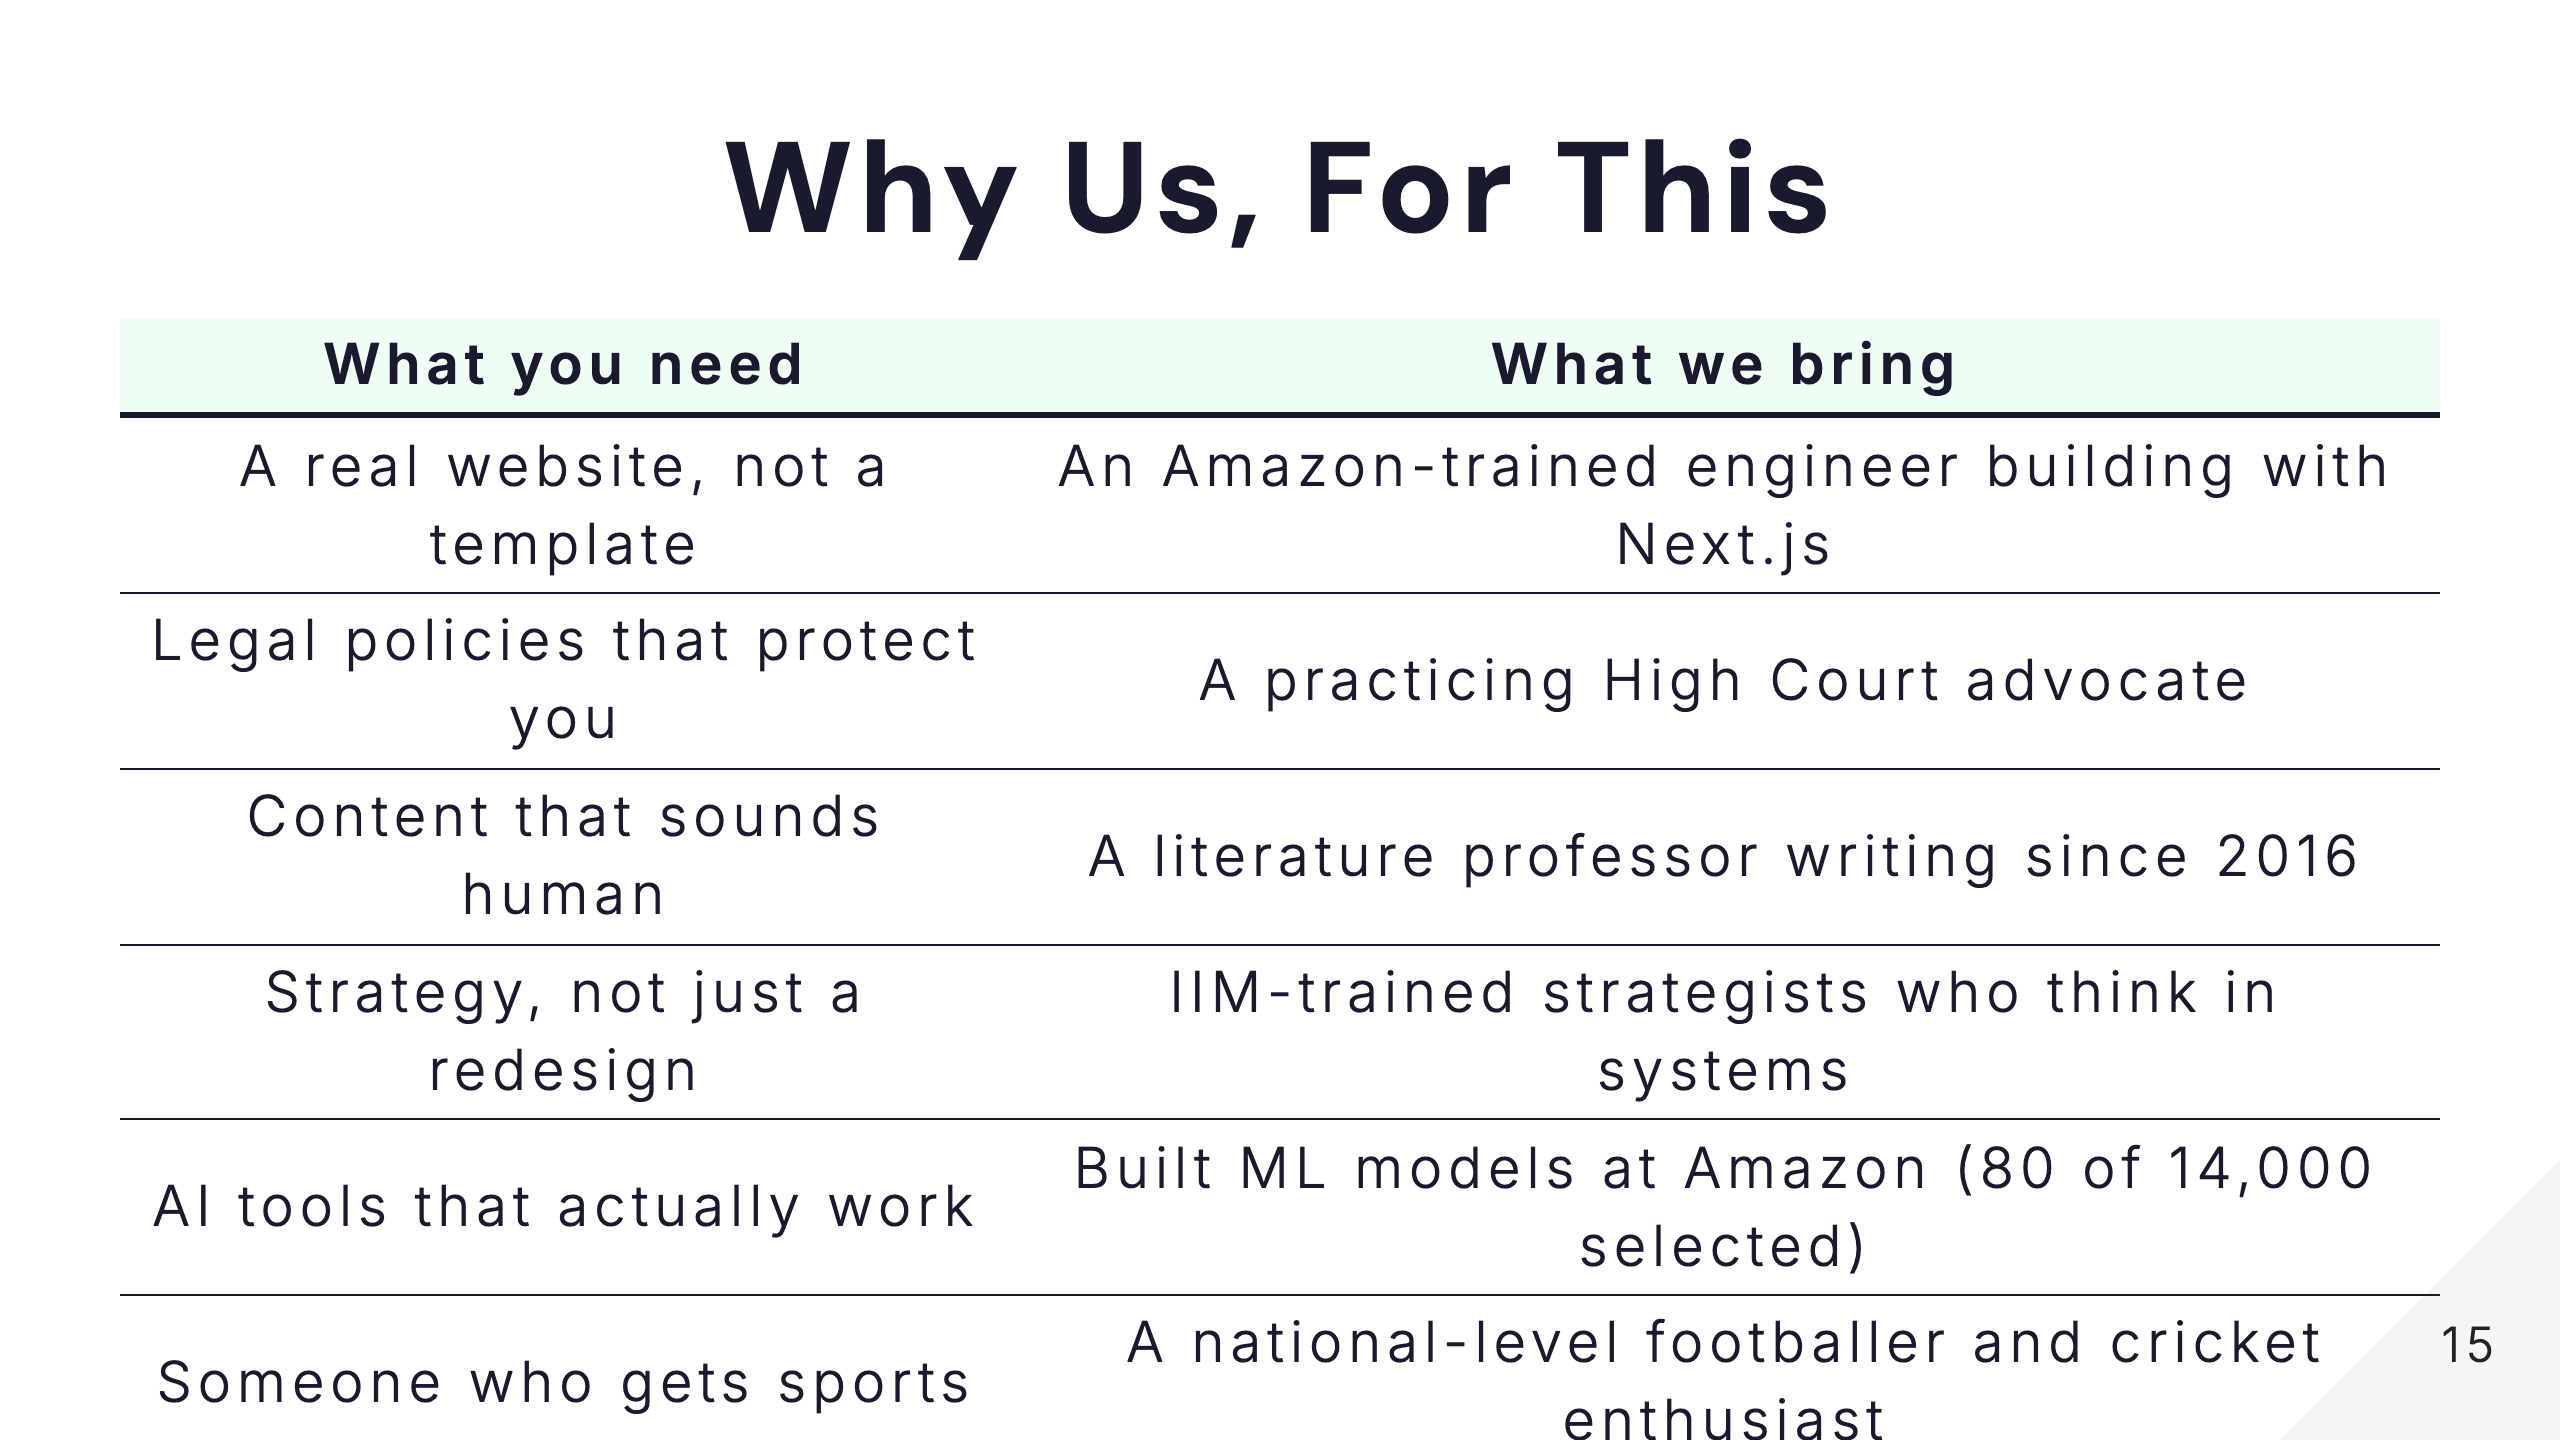 Why Us, For This
What you need
What we bring
A real website, not a
template
An Amazon-trained engineer building with
Next.js
Legal policies that protect
you
A practicing High Court advocate
Content that sounds
human
A literature professor writing since 2016
Strategy, not just a
redesign
IIM-trained strategists who think in
systems
AI tools that actually work
Built ML models at Amazon (80 of 14,000
selected)
Someone who gets sports
A national-level footballer and cricket
enthusiast
15